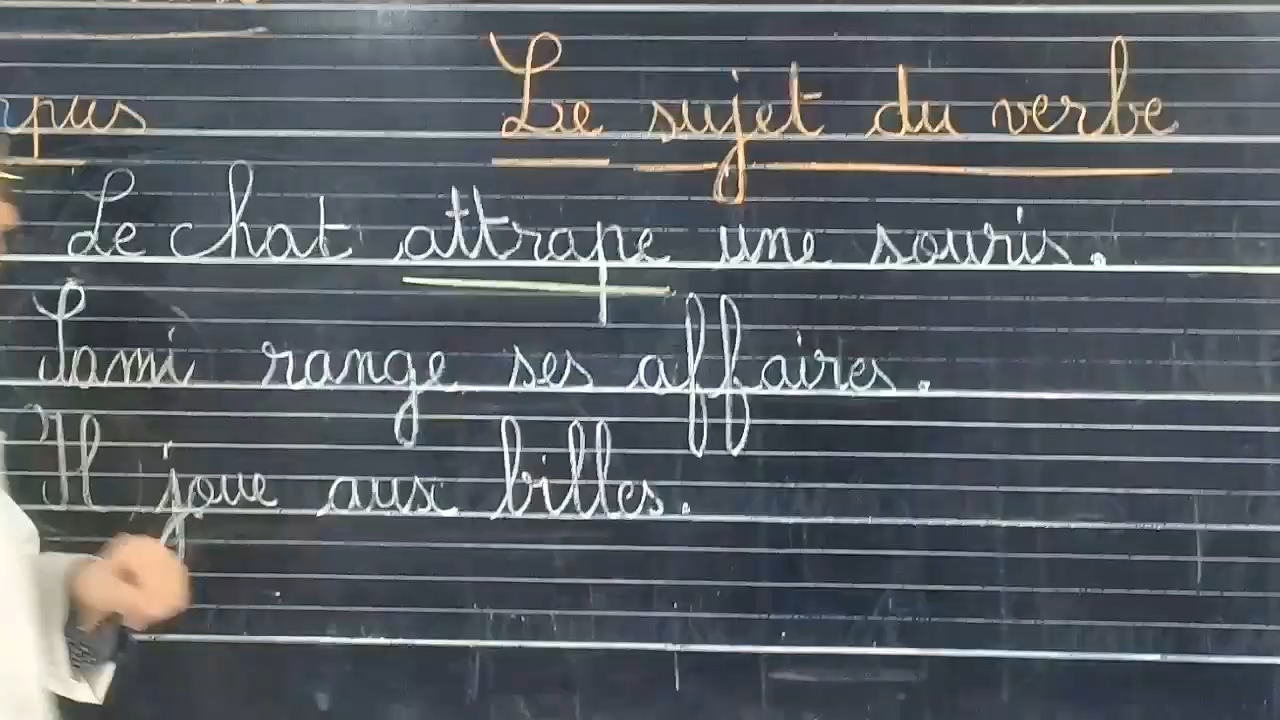 Le sujet du verbe
Le chat attrape une souris.
Sami range ses affaires.
Il joue aux billes.